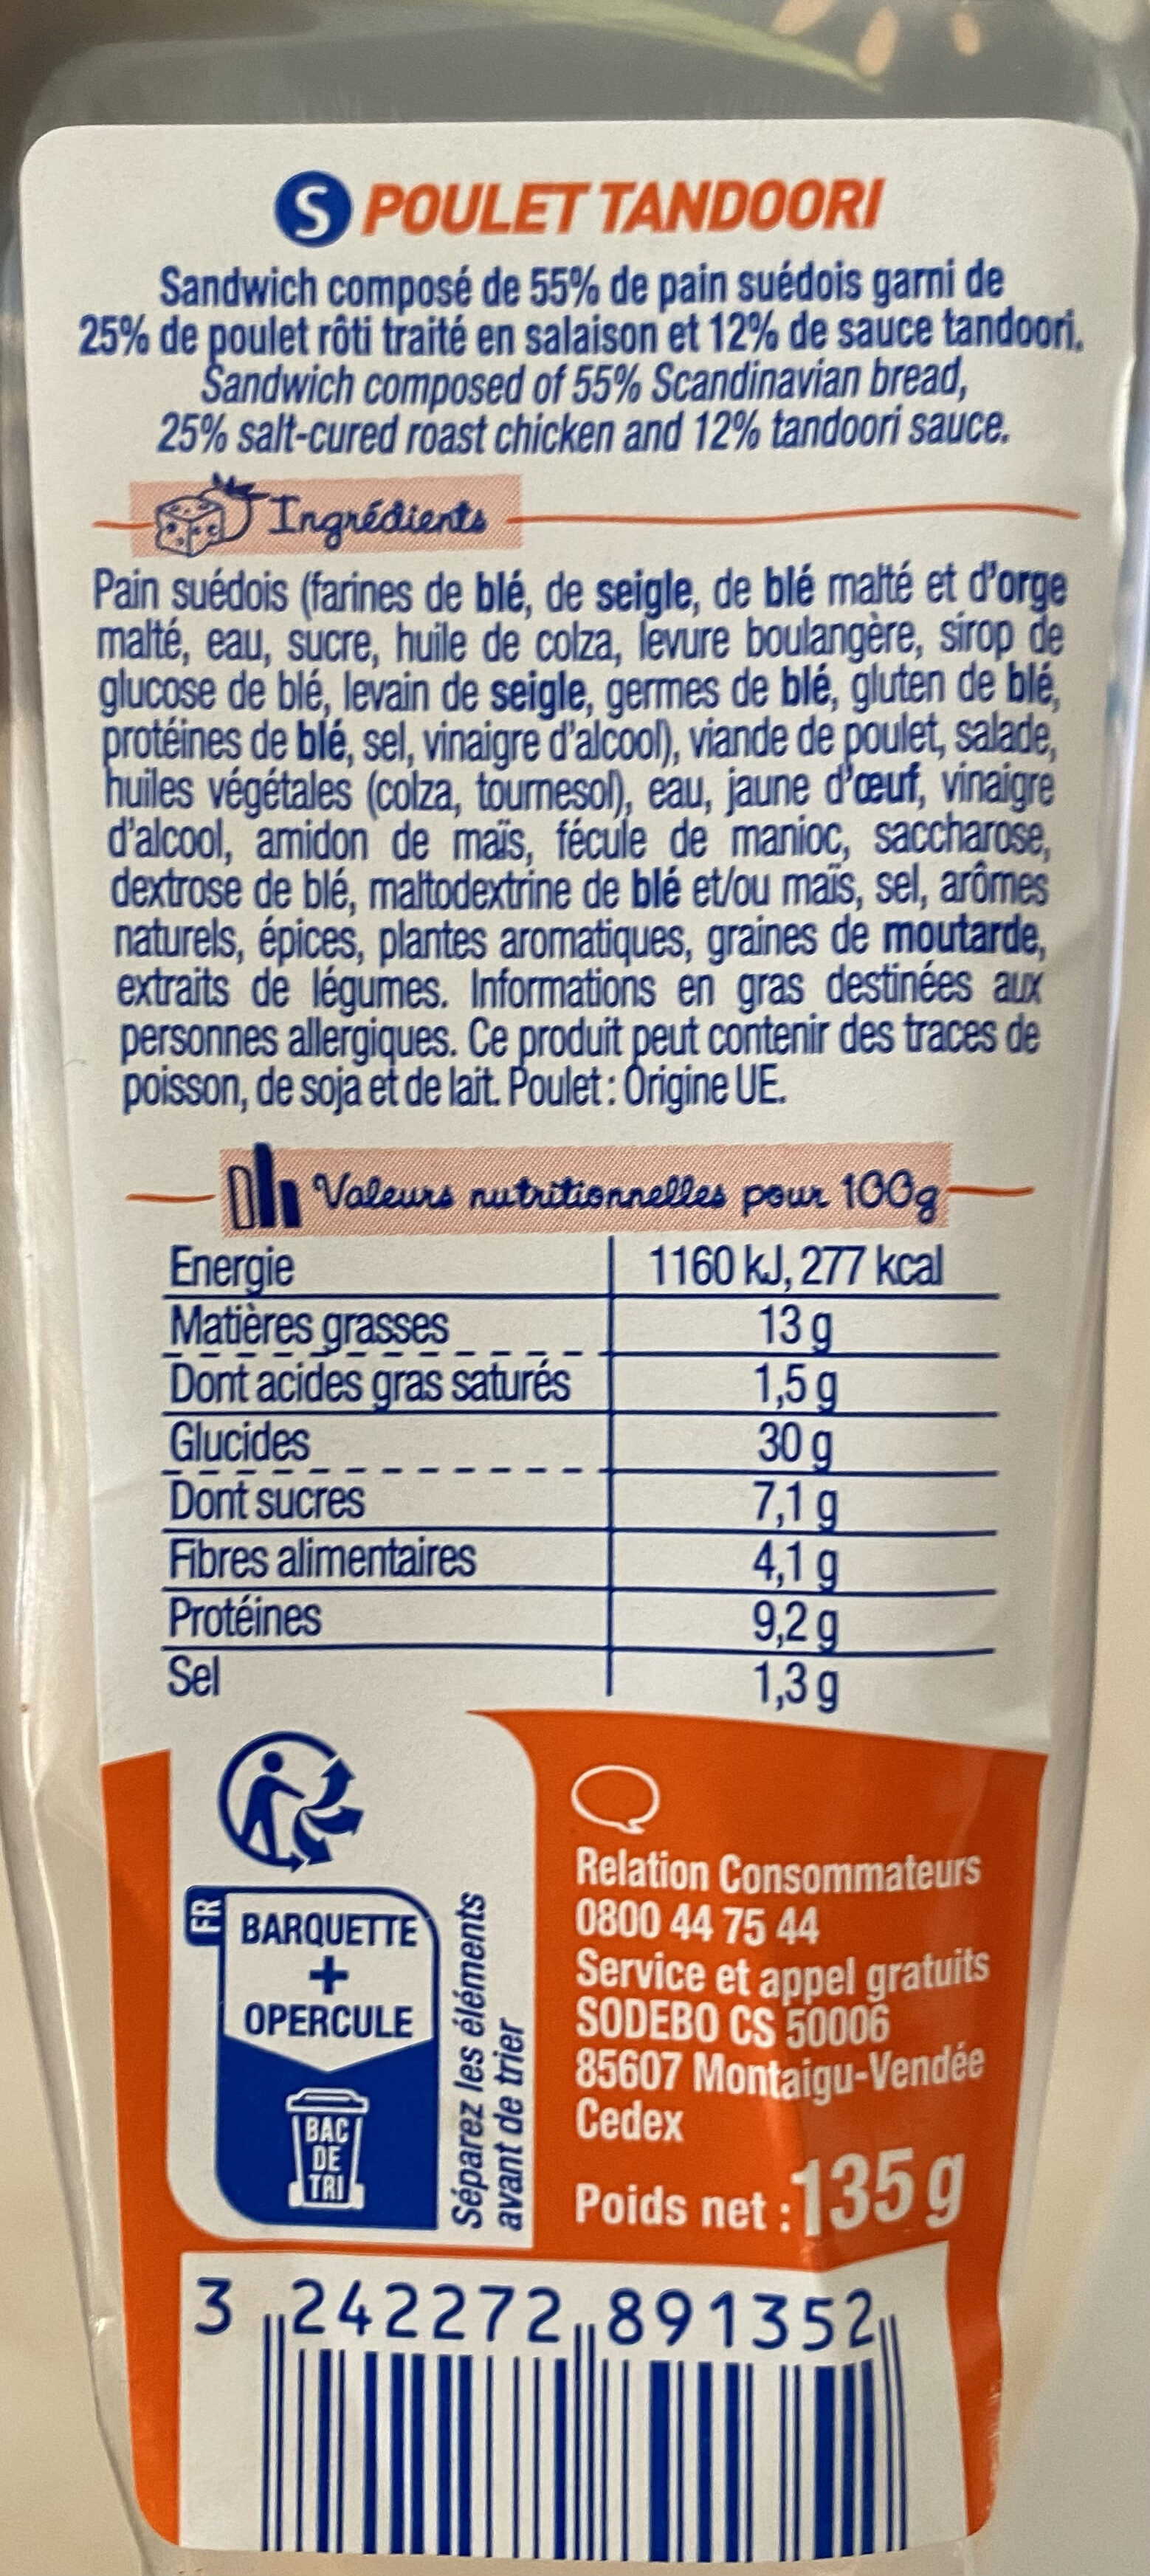 S POULET TANDOORI
Sandwich composé de 55% de pain suédois garni de
25% de poulet rôti traité en salaison et 12% de sauce tandoori.
Sandwich composed of 55% Scandinavian bread,
25% salt-cured roast chicken and 12% tandoori sauce.
Ingrédients
Pain suédois (farines de blé, de seigle, de blé malté et d'orge
malté, eau, sucre, huile de colza, levure boulangère, sirop de
glucose de blé, levain de seigle, germes de blé, gluten de blé,
protéines de blé, sel, vinaigre d'alcool), viande de poulet, salade,
huiles végétales (colza, tournesol), eau, jaune d'œuf, vinaigre
d'alcool, amidon de maïs, fécule de manioc, saccharose,
dextrose de blé, maltodextrine de blé et/ou maïs, sel, arômes
naturels, épices, plantes aromatiques, graines de moutarde,
extraits de légumes. Informations en gras destinées aux
personnes allergiques. Ce produit peut contenir des traces de
poisson, de soja et de lait. Poulet : Origine UE.
Valeurs nutritionnelles pour 100g
Energie 1160 kJ, 277 kcal
Matières grasses 13 g
Dont acides gras saturés 1,5 g
Glucides 30 g
Dont sucres 7,1 g
Fibres alimentaires 4,1 g
Protéines 9,2 g
Sel 1,3 g
FR
BARQUETTE
+
OPERCULE
BAC
DE
TRI
Séparez les éléments
avant de trier
Relation Consommateurs
0800 44 75 44
Service et appel gratuits
SODEBO CS 50006
85607 Montaigu-Vendée
Cedex
Poids net : 135 g
3 242272 891352